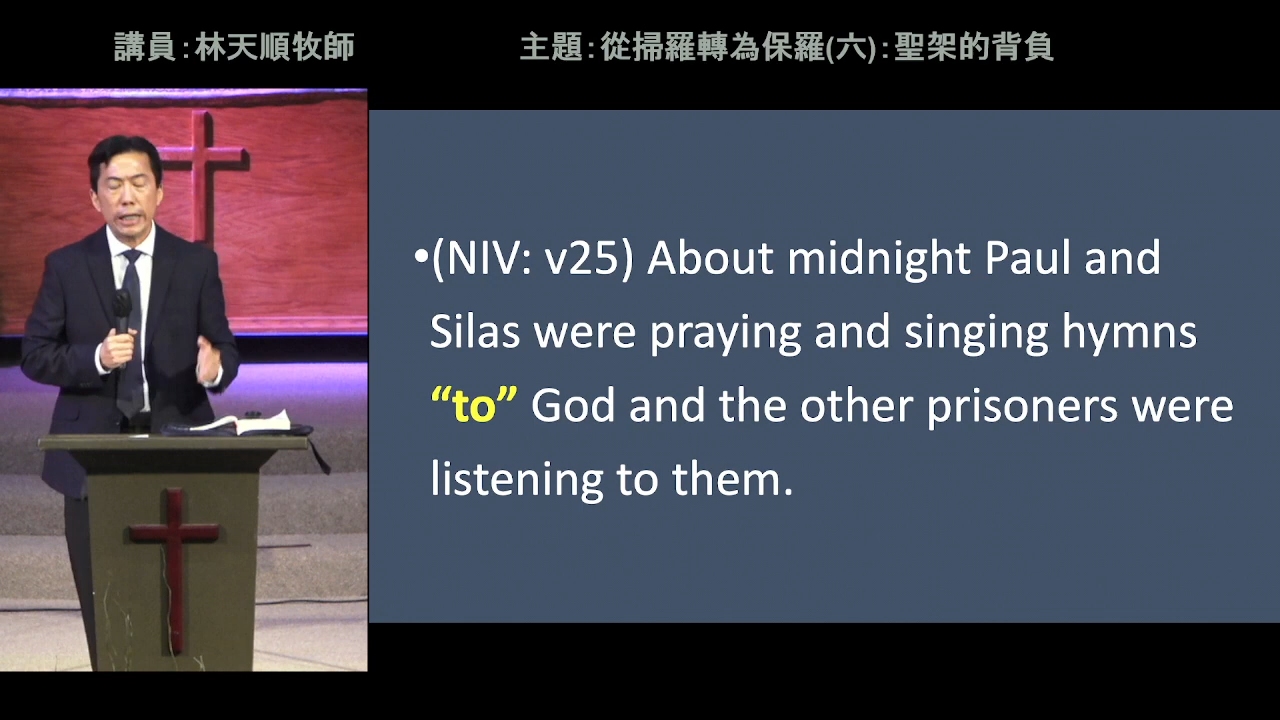 講員:林天順牧師
主題:從掃羅轉為保羅(六):聖架的背負
•(NIV: v25) About midnight Paul and
Silas were praying and singing hymns
“to” God and the other prisoners were
listening to them.